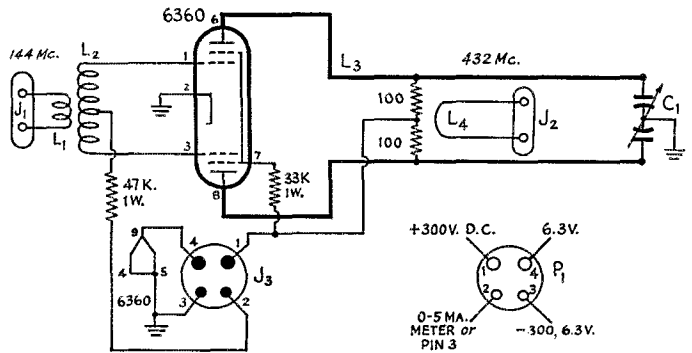 6360
6
144 Mc.
L2
1
L3
432 Mc.
J1
L1
2
100
L4
J2
C1
100
3
7
8
47K.
1W.
33K
1W.
+300V. D.C.
6.3V.
9
4
1
J3
1
4
P1
4
5
2
3
6360
3
2
0-5 MA.
METER or
PIN 3
-300, 6.3V.